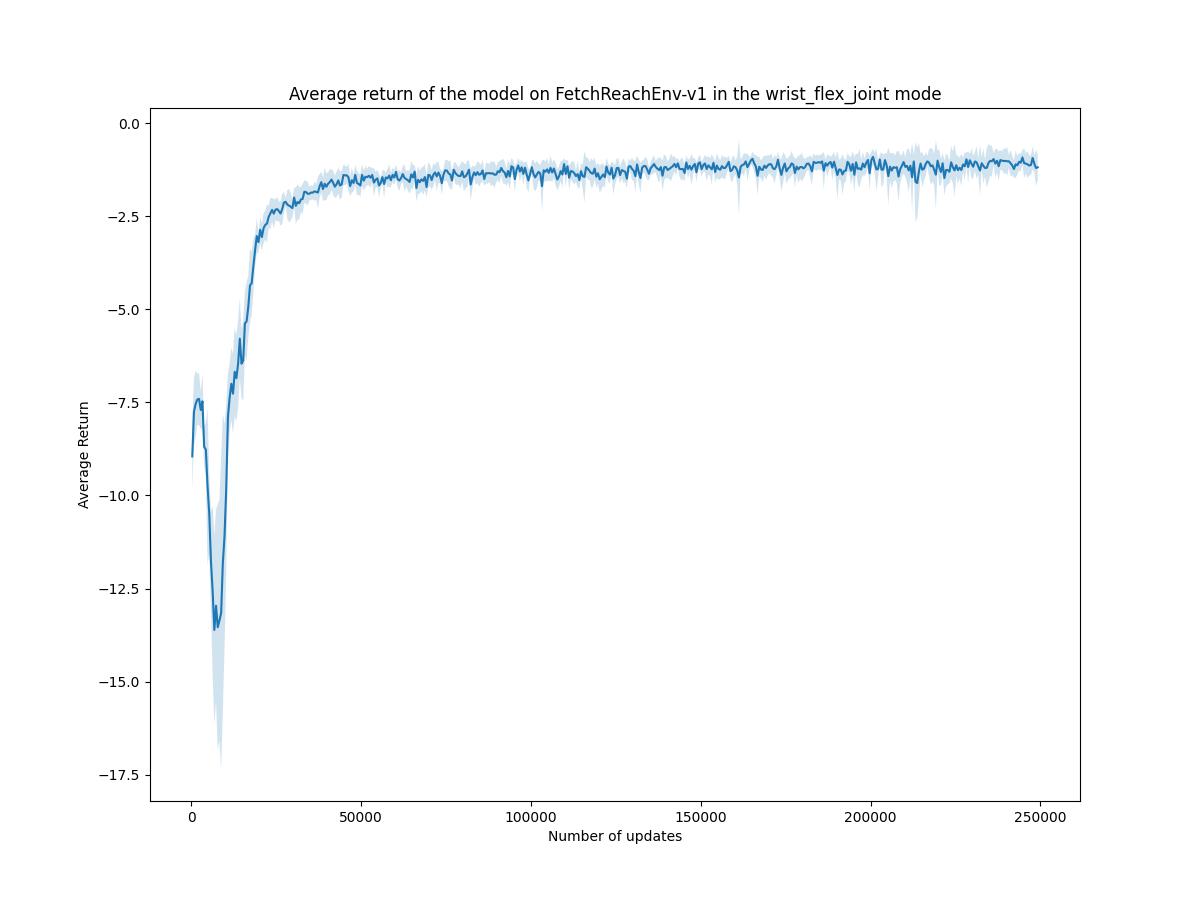 Average return of the model on FetchReachEnv-v1 in the wrist_flex_joint mode
0.0
−2.5
−5.0
−7.5
−10.0
−12.5
−15.0
−17.5
Average Return
0 50000 100000 150000 200000 250000
Number of updates